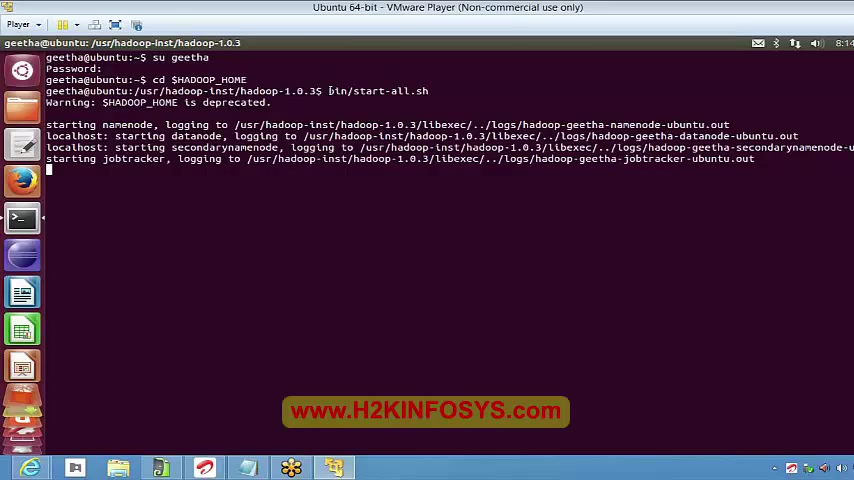 Ubuntu 64-bit - VMware Player (Non-commercial use only)
Player
geetha@ubuntu: /usr/hadoop-inst/hadoop-1.0.3
8:14
geetha@ubuntu:~$ su geetha
Password:
geetha@ubuntu:~$ cd $HADOOP_HOME
geetha@ubuntu:/usr/hadoop-inst/hadoop-1.0.3$ bin/start-all.sh
Warning: $HADOOP_HOME is deprecated.
starting namenode, logging to /usr/hadoop-inst/hadoop-1.0.3/libexec/../logs/hadoop-geetha-namenode-ubuntu.out
localhost: starting datanode, logging to /usr/hadoop-inst/hadoop-1.0.3/libexec/../logs/hadoop-geetha-datanode-ubuntu.out
localhost: starting secondarynamenode, logging to /usr/hadoop-inst/hadoop-1.0.3/libexec/../logs/hadoop-geetha-secondarynamenode-u
starting jobtracker, logging to /usr/hadoop-inst/hadoop-1.0.3/libexec/../logs/hadoop-geetha-jobtracker-ubuntu.out
www.H2KINFOSYS.com